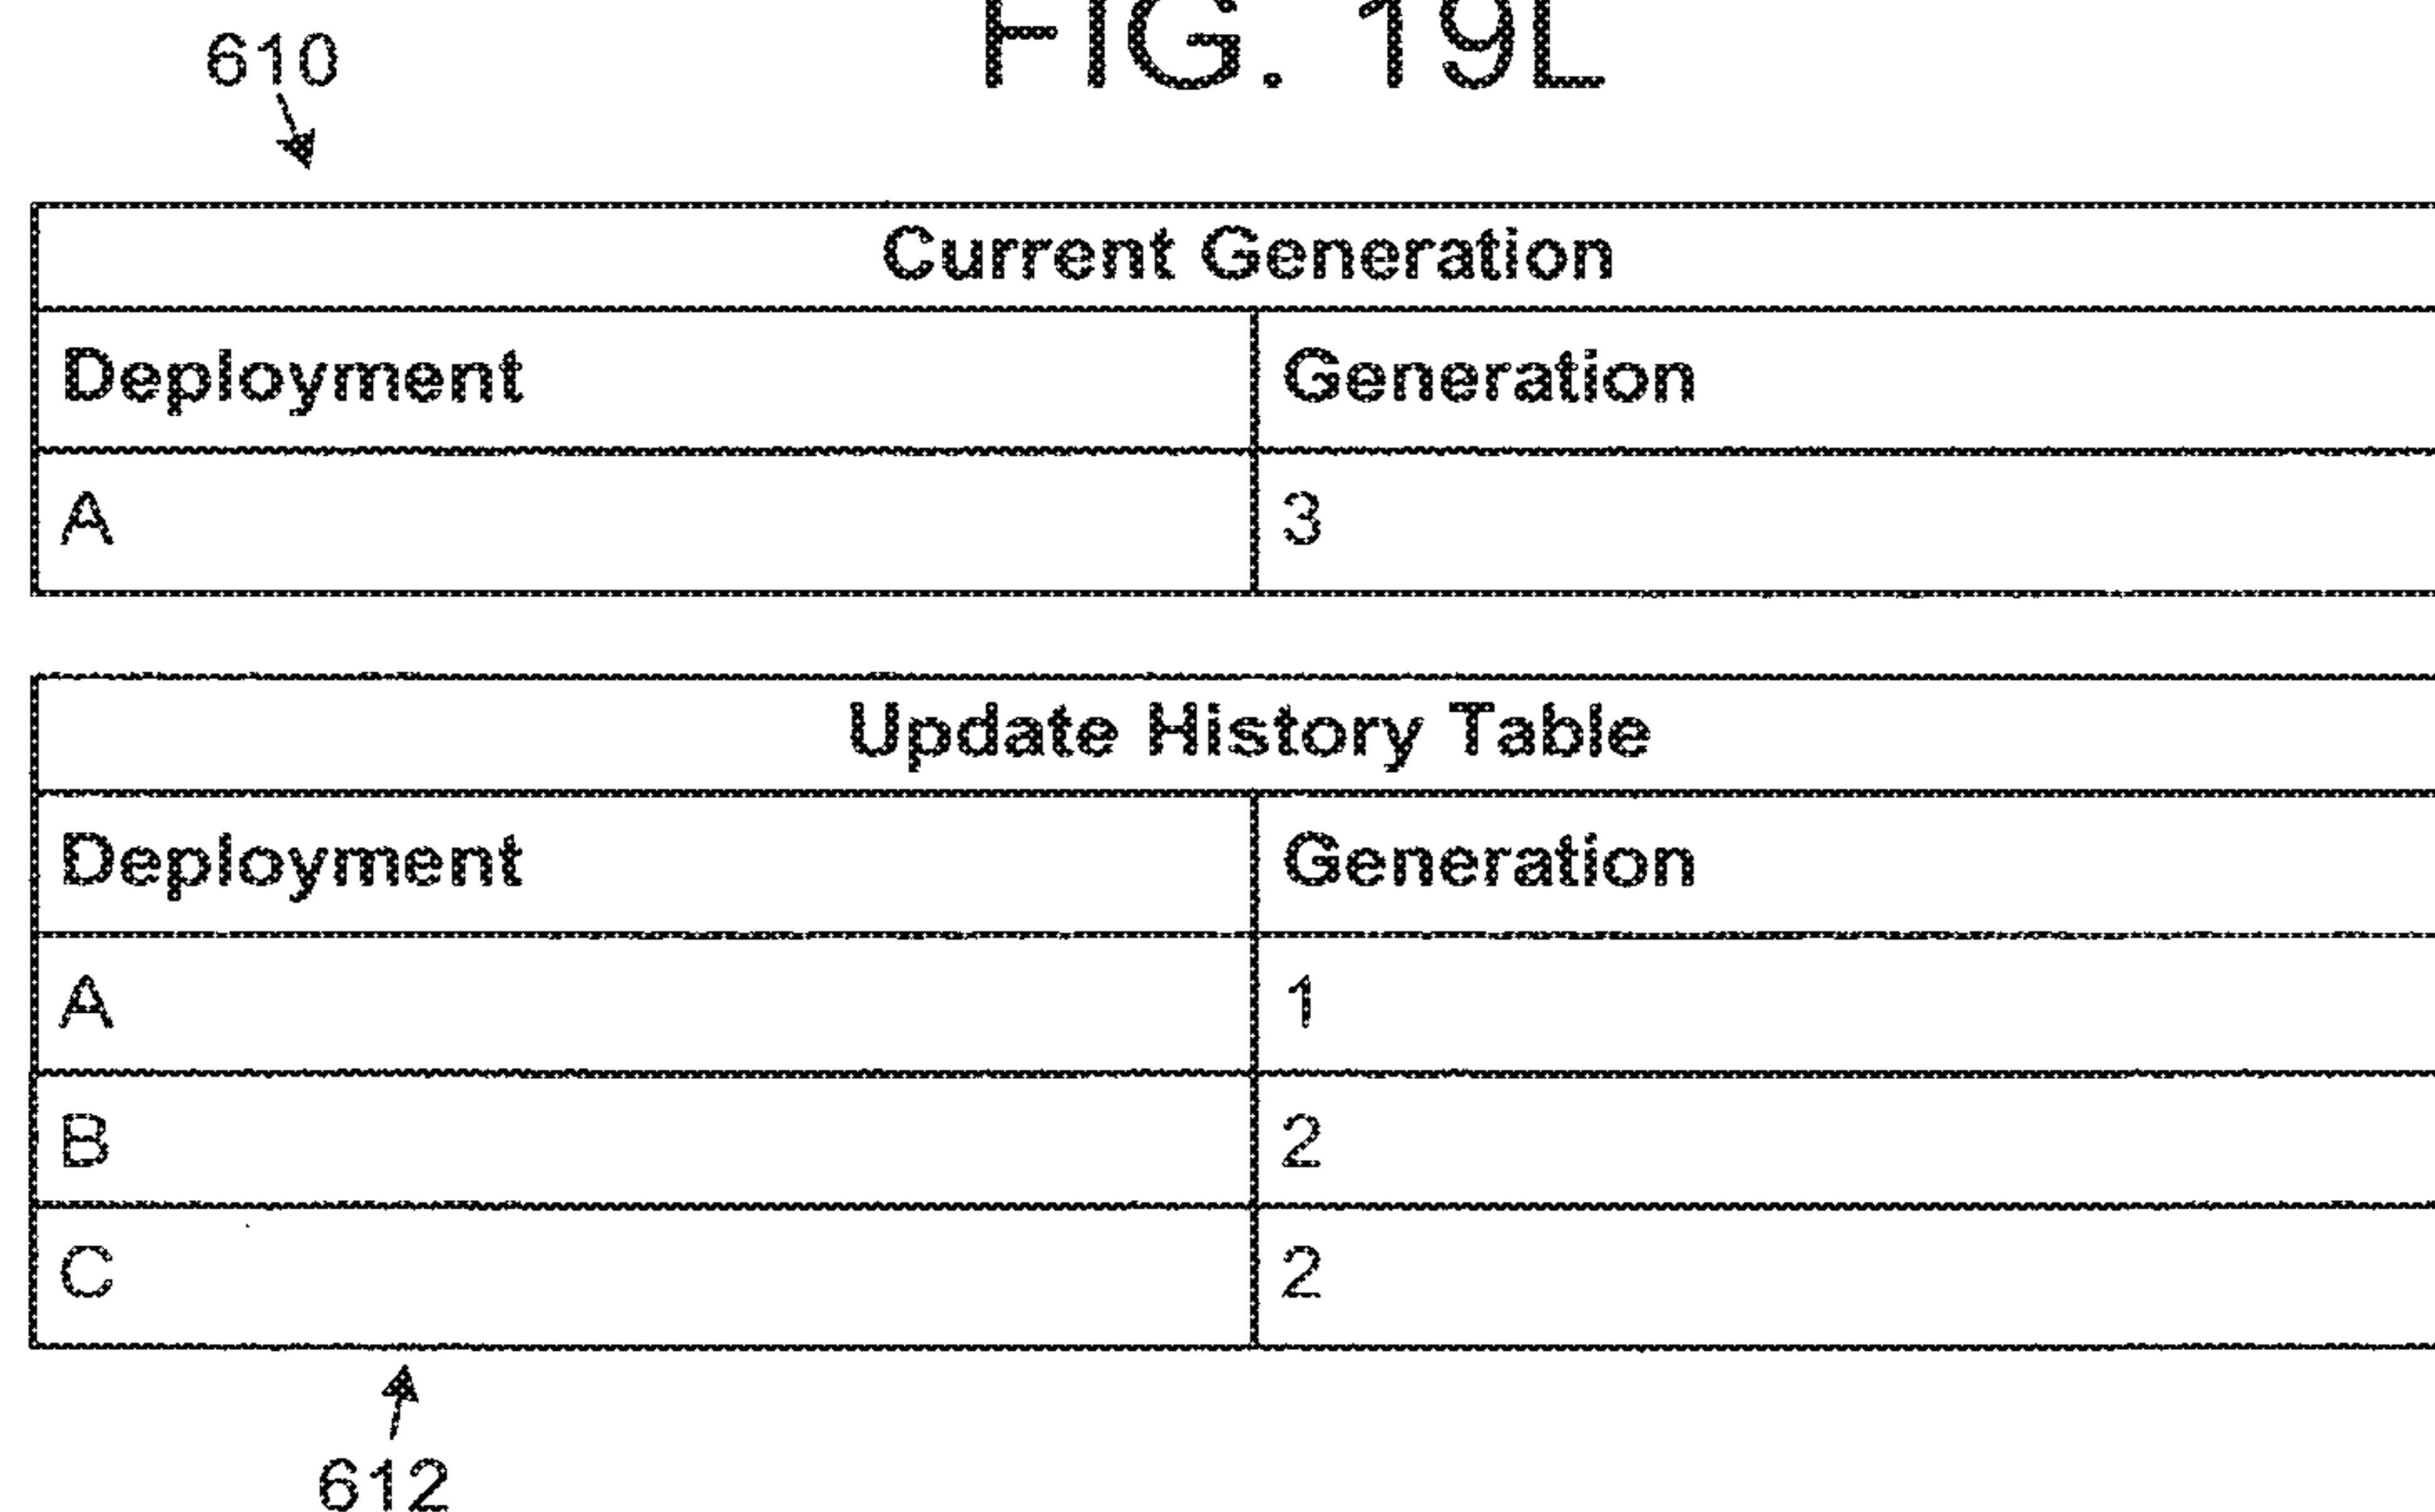 FIG. 19L
610
Current Generation
Deployment Generation
A 3
Update History Table
Deployment Generation
A 1
B 2
C 2
612